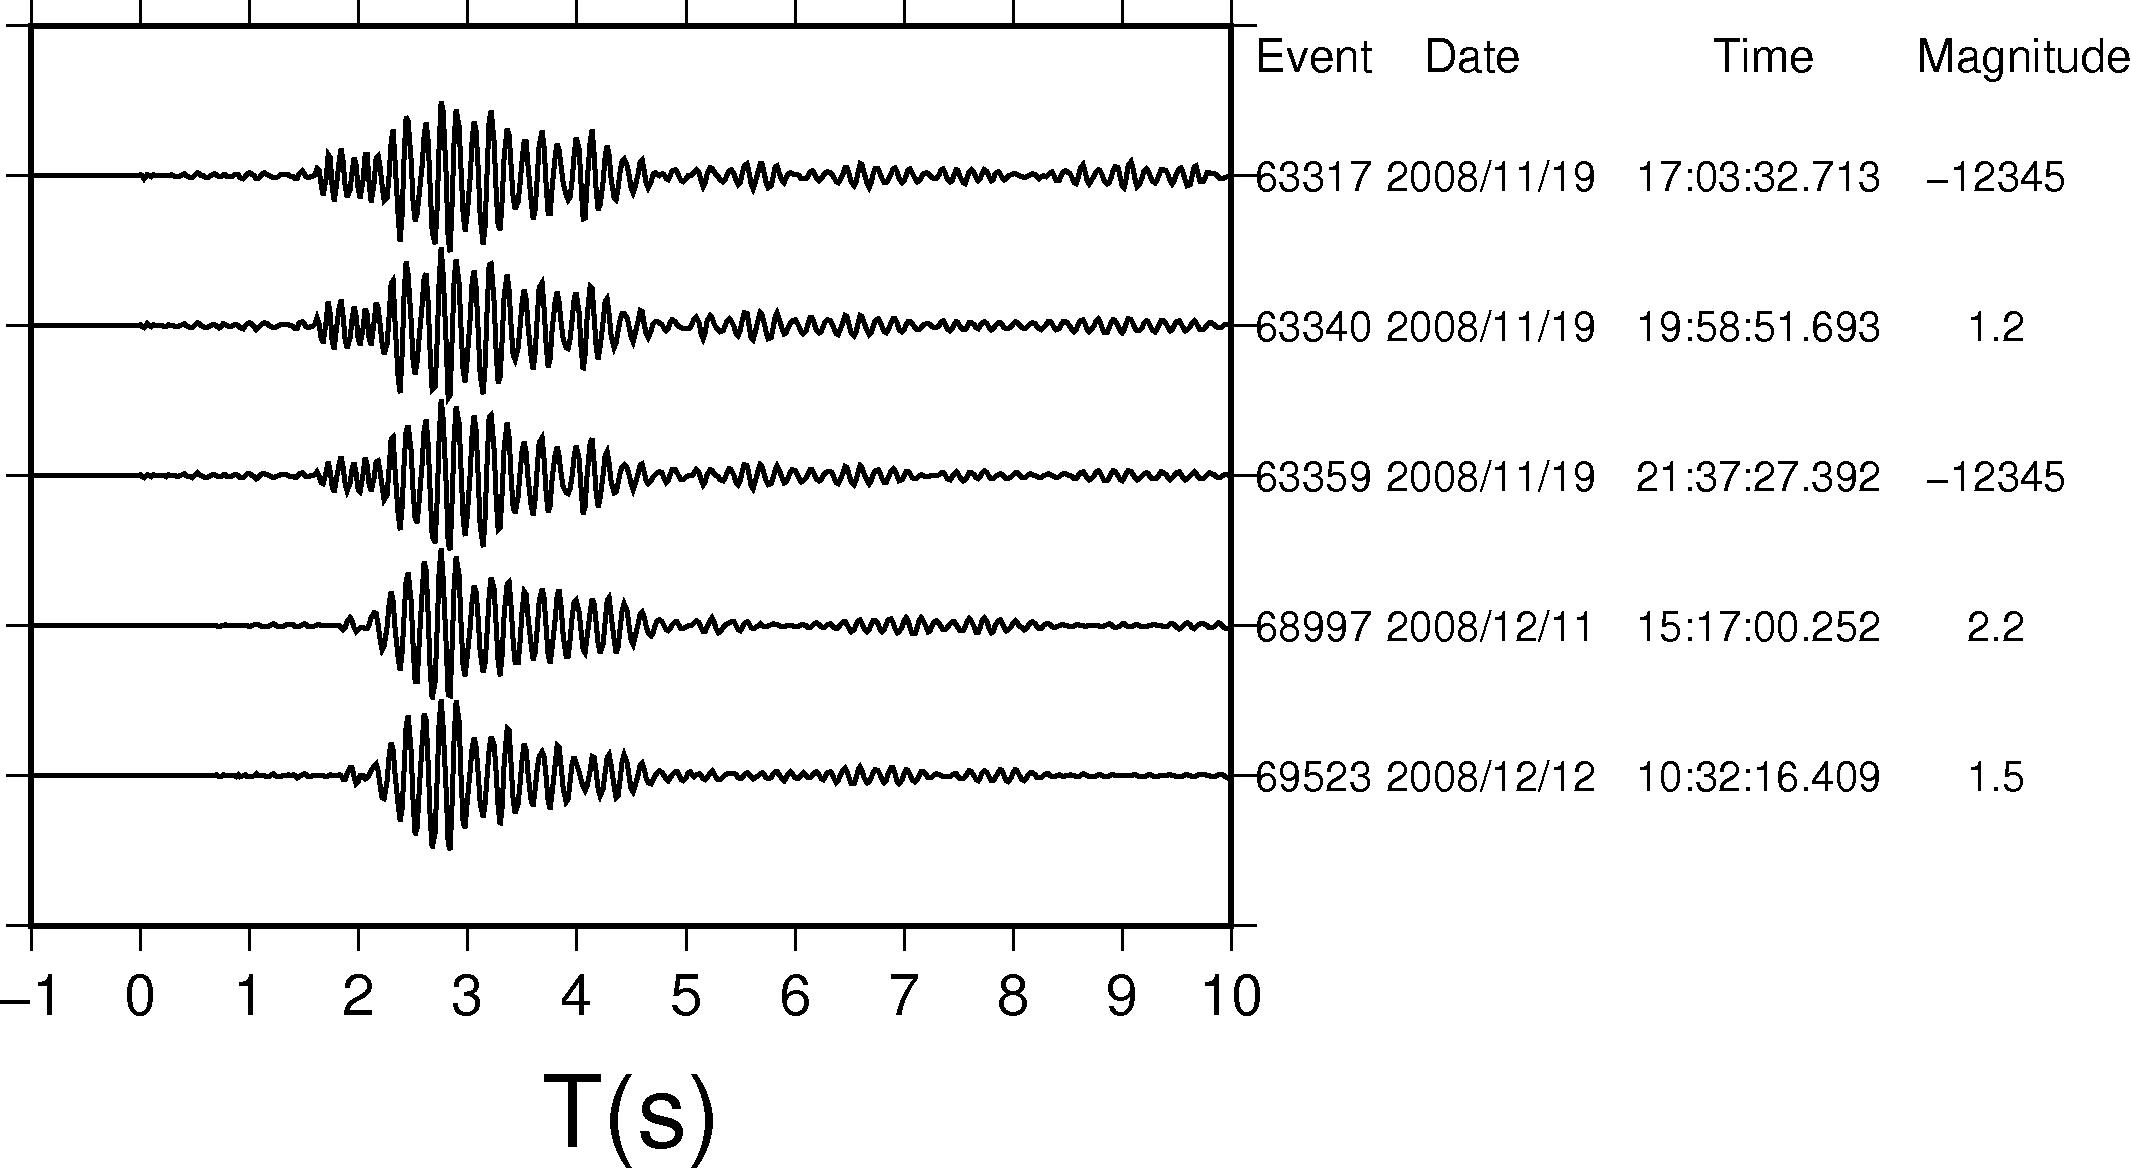 Event Date Time Magnitude
63317 2008/11/19 17:03:32.713 −12345
63340 2008/11/19 19:58:51.693 1.2
63359 2008/11/19 21:37:27.392 −12345
68997 2008/12/11 15:17:00.252 2.2
69523 2008/12/12 10:32:16.409 1.5
−1 0 1 2 3 4 5 6 7 8 9 10
T(s)